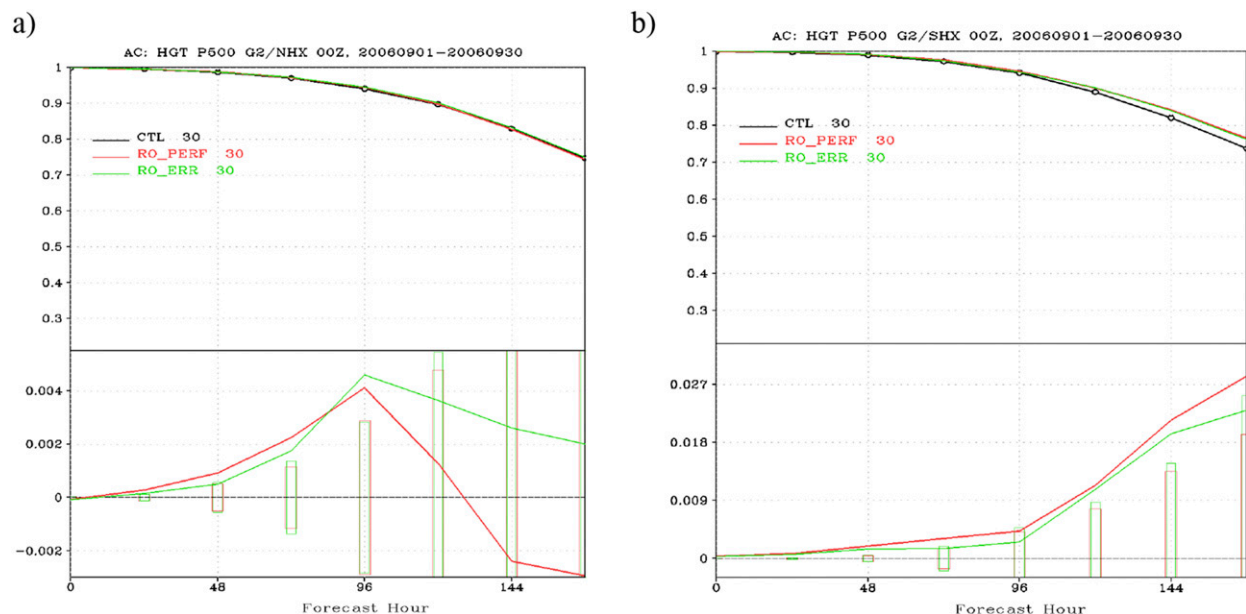 a)
AC: HGT P500 G2/NHX 00Z, 20060901-20060930
1
0.9
0.8
0.7
0.6
0.5
0.4
0.3
CTL 30
RO_PERF 30
RO_ERR 30
0.004
0.002
0
-0.002
0
48
96
144
Forecast Hour
b)
AC: HGT P500 G2/SHX 00Z, 20060901-20060930
1
0.9
0.8
0.7
0.6
0.5
0.4
0.3
CTL 30
RO_PERF 30
RO_ERR 30
0.027
0.018
0.009
0
0
48
96
144
Forecast Hour